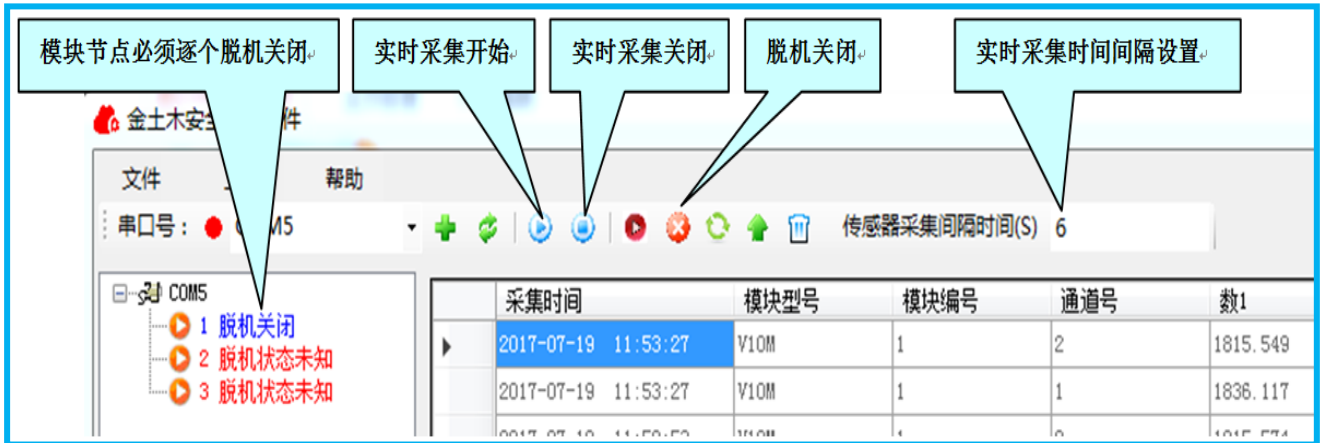 模块节点必须逐个脱机关闭
实时采集开始
实时采集关闭
脱机关闭
实时采集时间间隔设置
金土木安全 件
文件 帮助
串口号： M5 传感器采集间隔时间(S) 6
COM5
1 脱机关闭
2 脱机状态未知
3 脱机状态未知
采集时间 模块型号 模块编号 通道号 数1
2017-07-19 11:53:27 V10M 1 2 1815.549
2017-07-19 11:53:27 V10M 1 1 1836.117